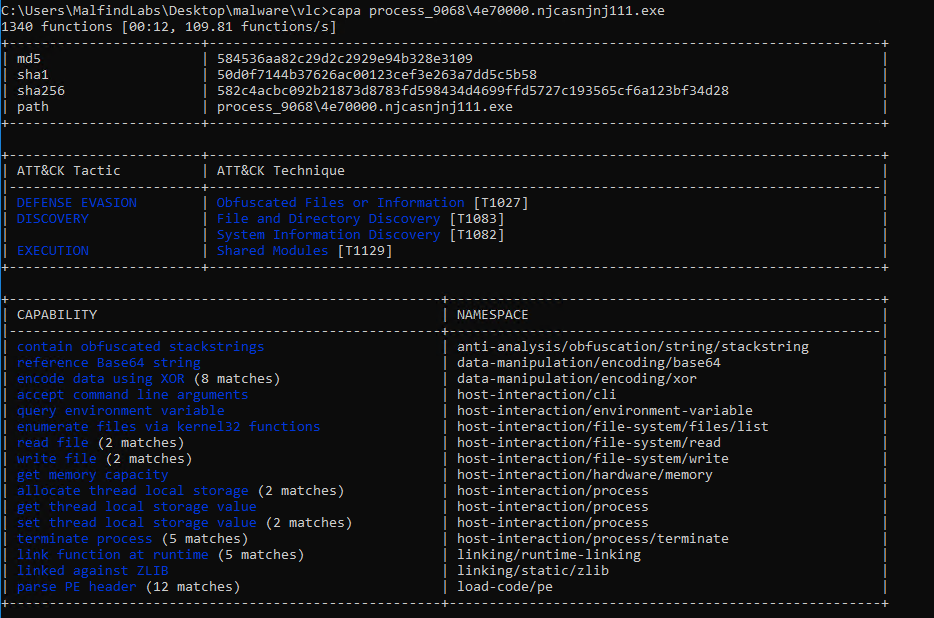 C:\Users\MalfindLabs\Desktop\malware\vlc>capa process_9068\4e70000.njcasnjnj111.exe
1340 functions [00:12, 109.81 functions/s]
md5 | 584536aa82c29d2c2929e94b328e3109
sha1 | 50d0f7144b37626ac00123cef3e263a7dd5c5b58
sha256 | 582c4acbc092b21873d8783fd598434d4699ffd5727c193565cf6a123bf34d28
path | process_9068\4e70000.njcasnjnj111.exe
ATT&CK Tactic | ATT&CK Technique
DEFENSE EVASION | Obfuscated Files or Information [T1027]
DISCOVERY | File and Directory Discovery [T1083]
| System Information Discovery [T1082]
EXECUTION | Shared Modules [T1129]
CAPABILITY | NAMESPACE
contain obfuscated stackstrings | anti-analysis/obfuscation/string/stackstring
reference Base64 string | data-manipulation/encoding/base64
encode data using XOR (8 matches) | data-manipulation/encoding/xor
accept command line arguments | host-interaction/cli
query environment variable | host-interaction/environment-variable
enumerate files via kernel32 functions | host-interaction/file-system/files/list
read file (2 matches) | host-interaction/file-system/read
write file (2 matches) | host-interaction/file-system/write
get memory capacity | host-interaction/hardware/memory
allocate thread local storage (2 matches) | host-interaction/process
get thread local storage value | host-interaction/process
set thread local storage value (2 matches) | host-interaction/process
terminate process (5 matches) | host-interaction/process/terminate
link function at runtime (5 matches) | linking/runtime-linking
linked against ZLIB | linking/static/zlib
parse PE header (12 matches) | load-code/pe